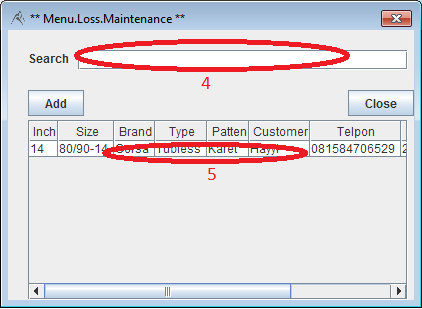 ** Menu.Loss.Maintenance **
Search
4
Add Close
Inch Size Brand Type Patten Customer Telpon
14 80/90-14 Corsa Tubless Karet Hayyi 081584706529 2
5